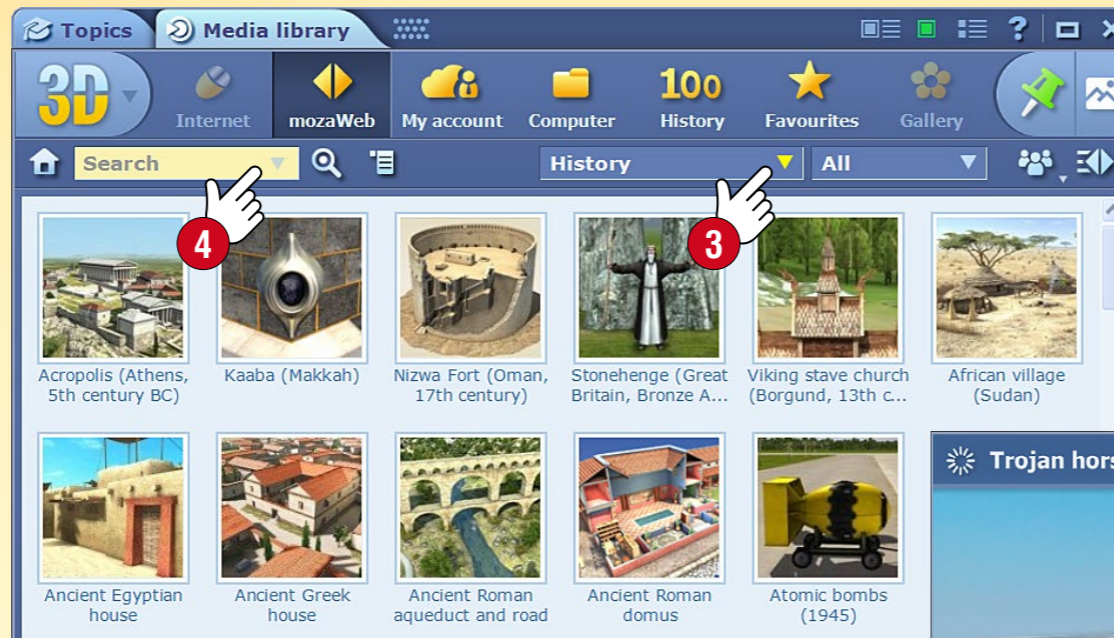 Topics
Media library
?
3D
Internet
mozaWeb
My account
Computer
100
History
Favourites
Gallery
Search
History
All
4
3
Acropolis (Athens,
5th century BC)
Kaaba (Makkah)
Nizwa Fort (Oman,
17th century)
Stonehenge (Great
Britain, Bronze A...
Viking stave church
(Borgund, 13th c...
African village
(Sudan)
Trojan hors
Ancient Egyptian
house
Ancient Greek
house
Ancient Roman
aqueduct and road
Ancient Roman
domus
Atomic bombs
(1945)